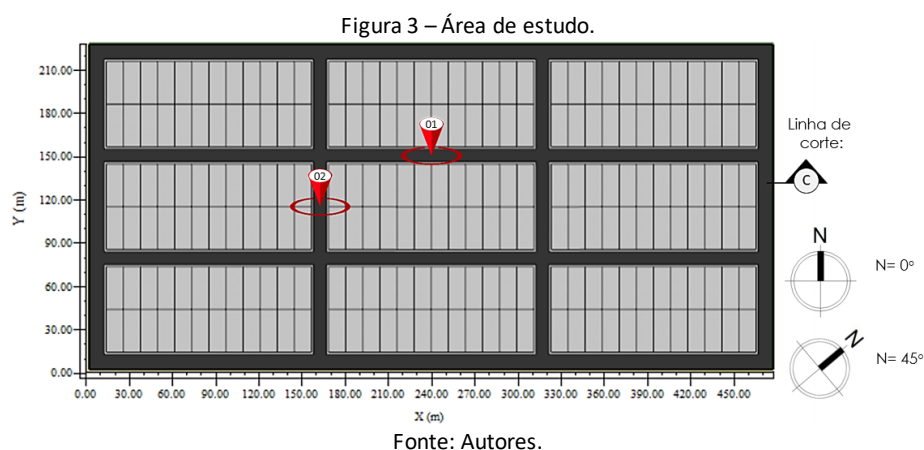 Figura 3 – Área de estudo.
210.00
180.00
150.00
120.00
90.00
60.00
30.00
0.00
Y (m)
01
02
0.00 30.00 60.00 90.00 120.00 150.00 180.00 210.00 240.00 270.00 300.00 330.00 360.00 390.00 420.00 450.00
X (m)
Linha de
corte:
C
N
N= 0º
N
N= 45º
Fonte: Autores.